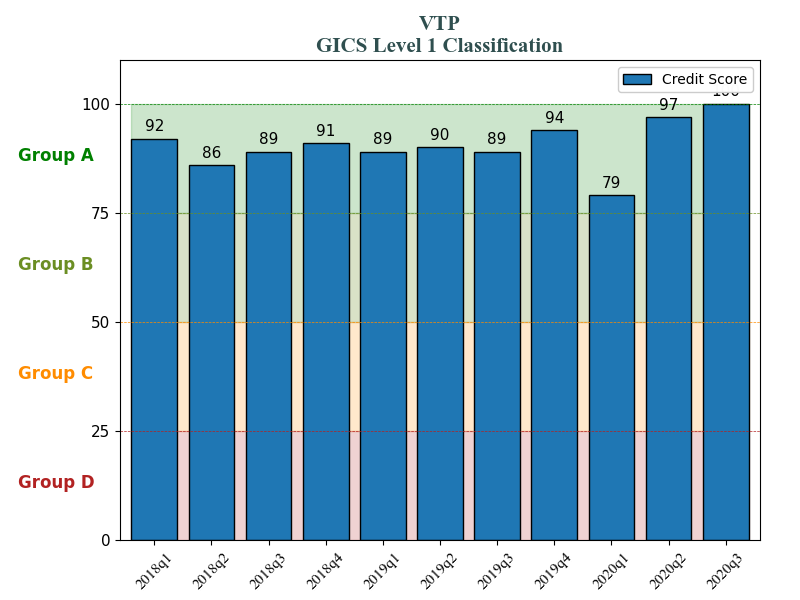 VTP
GICS Level 1 Classification
Credit Score
100
75
50
25
0
Group A
Group B
Group C
Group D
92
86
89
91
89
90
89
94
79
97
100
2018q1
2018q2
2018q3
2018q4
2019q1
2019q2
2019q3
2019q4
2020q1
2020q2
2020q3